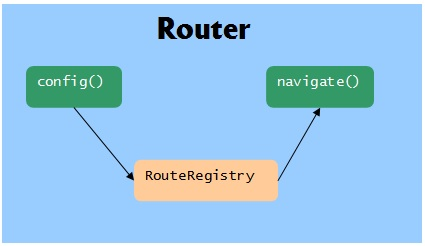 Router
config()
navigate()
RouteRegistry